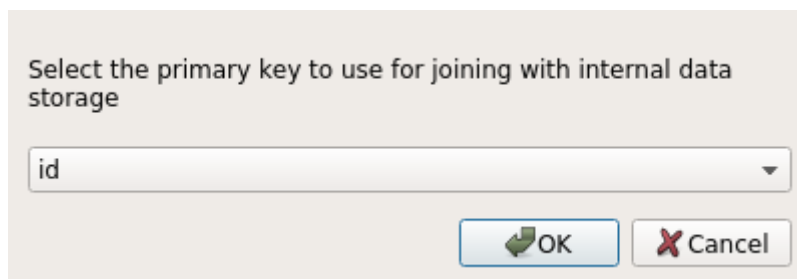 Select the primary key to use for joining with internal data
storage
id
OK
Cancel